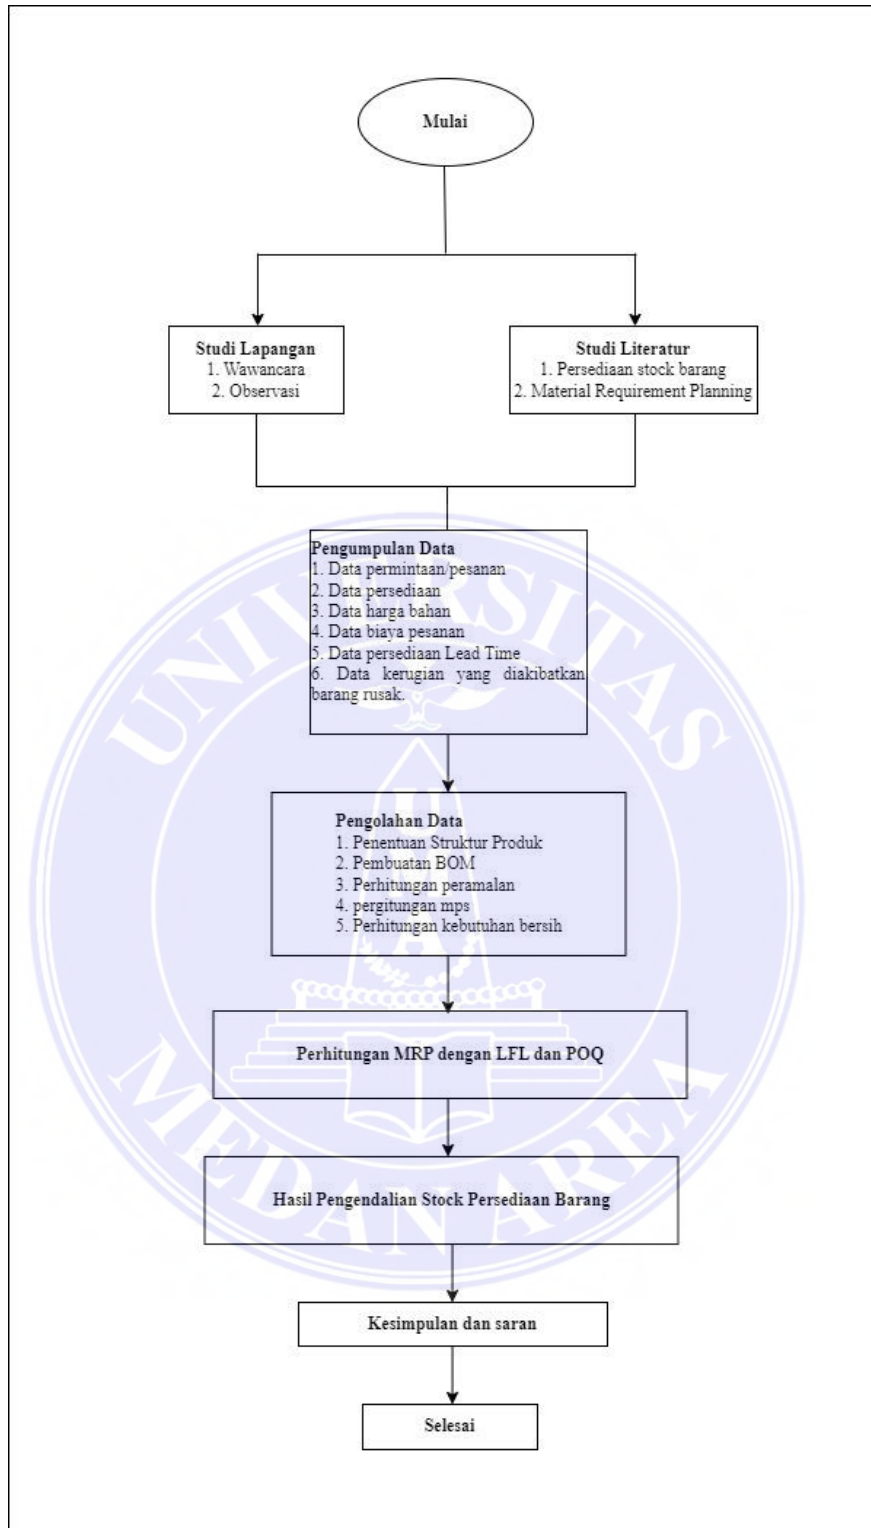 Mulai
Studi Lapangan
1. Wawancara
2. Observasi
Studi Literatur
1. Persediaan stock barang
2. Material Requirement Planning
Pengumpulan Data
1. Data permintaan/pesanan
2. Data persediaan
3. Data harga bahan
4. Data biaya pesanan
5. Data persediaan Lead Time
6. Data kerugian yang diakibatkan
barang rusak.
Pengolahan Data
1. Penentuan Struktur Produk
2. Pembuatan BOM
3. Perhitungan peramalan
4. pergitungan mps
5. Perhitungan kebutuhan bersih
Perhitungan MRP dengan LFL dan POQ
Hasil Pengendalian Stock Persediaan Barang
Kesimpulan dan saran
Selesai
UNIVERSITAS
UMA
MEDAN AREA